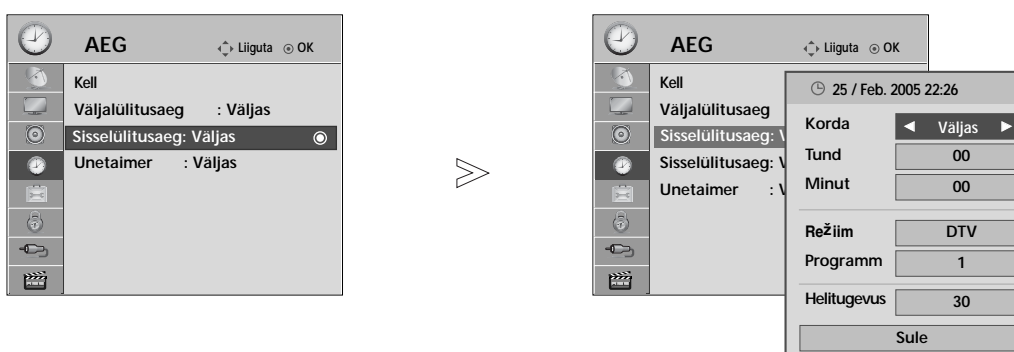 AEG Liiguta OK
Kell
Väljalülitusaeg : Väljas
Sisselülitusaeg: Väljas
Unetaimer : Väljas
AEG Liiguta OK
Kell
Väljalülitusaeg
Sisselülitusaeg: V
Sisselülitusaeg: V
Unetaimer : V
25 / Feb. 2005 22:26
Korda Väljas
Tund 00
Minut 00
Režiim DTV
Programm 1
Helitugevus 30
Sule